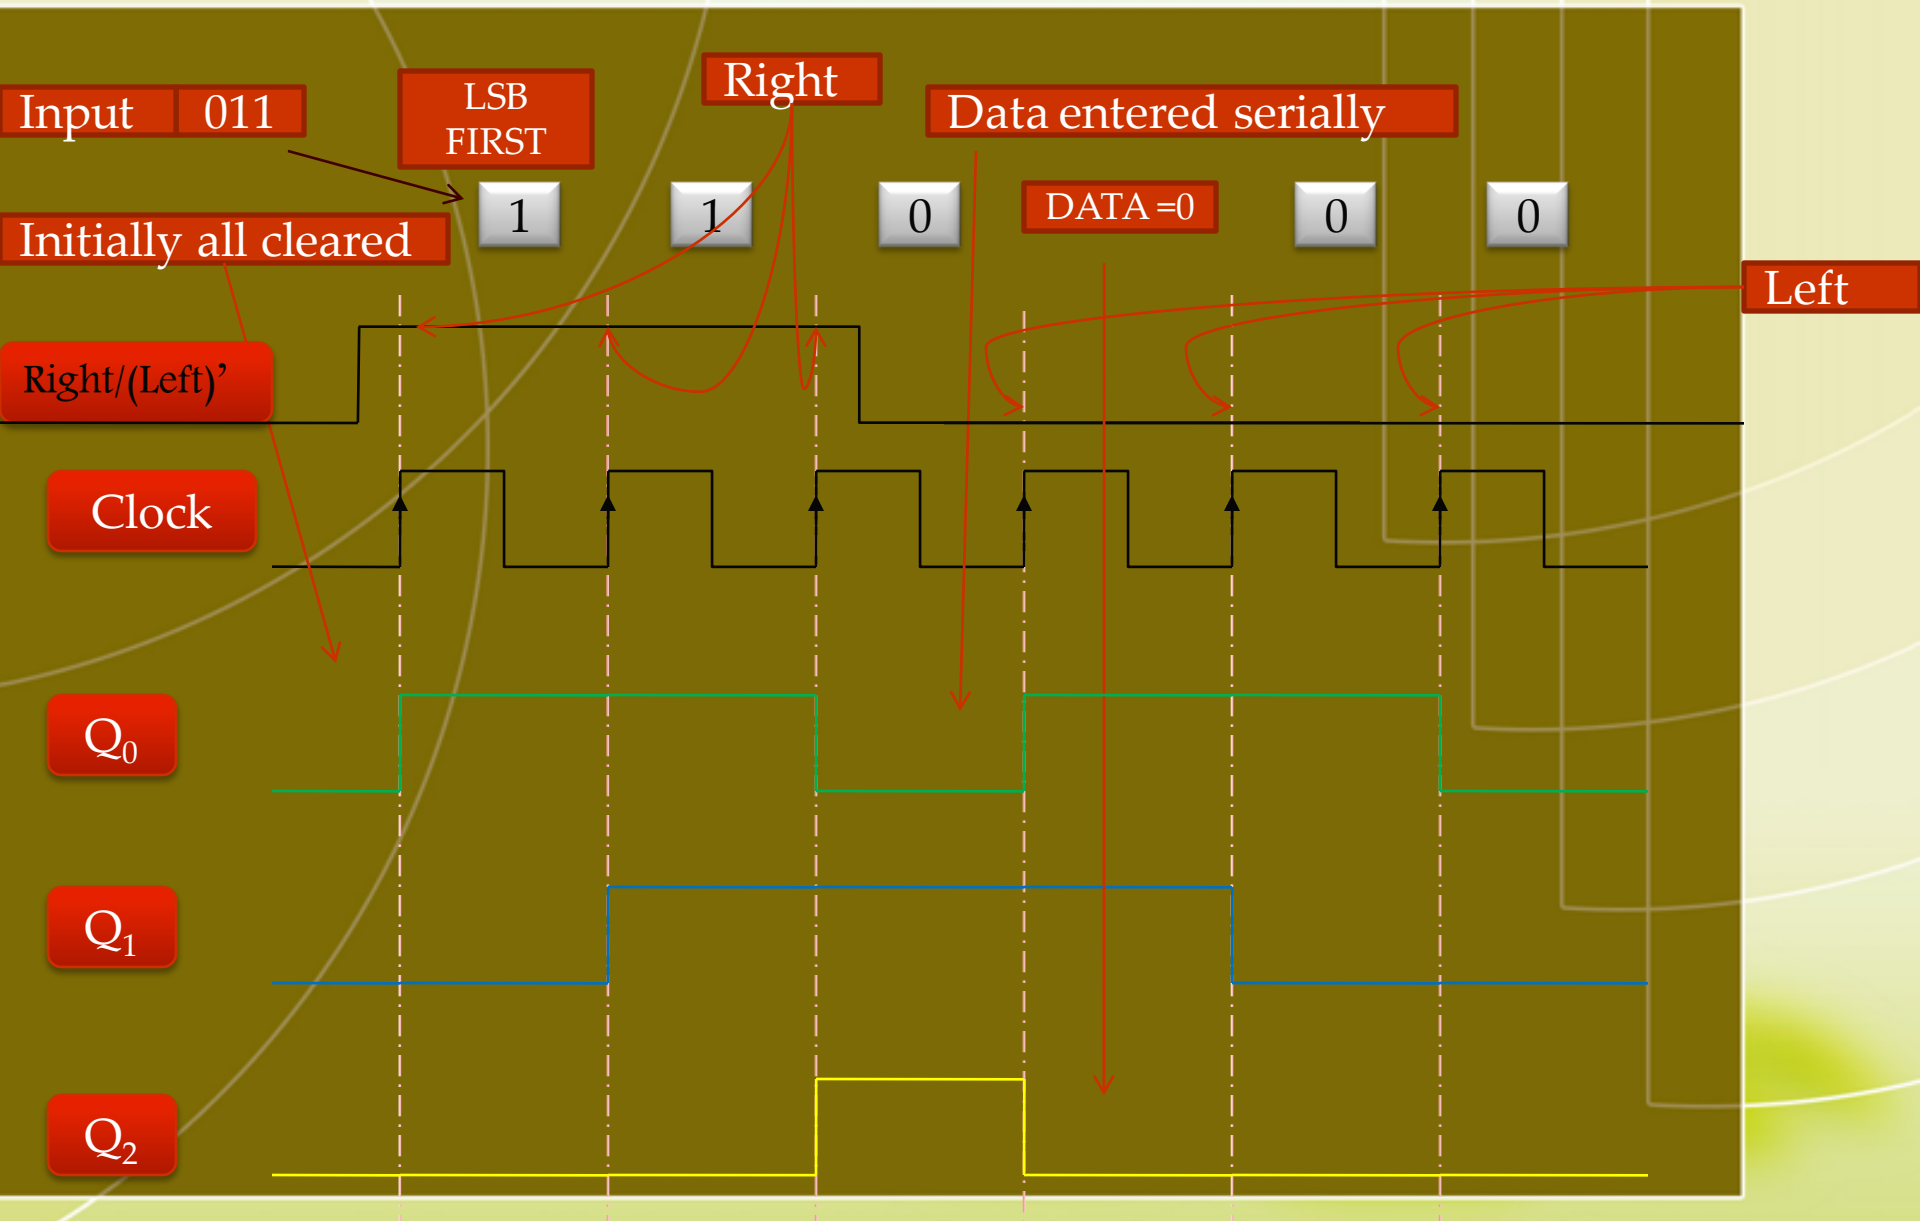 Right
Input 011
LSB
FIRST
Data entered serially
1
1
0
DATA =0
0
0
Initially all cleared
Left
Right/(Left)’
Clock
Q0
Q1
Q2